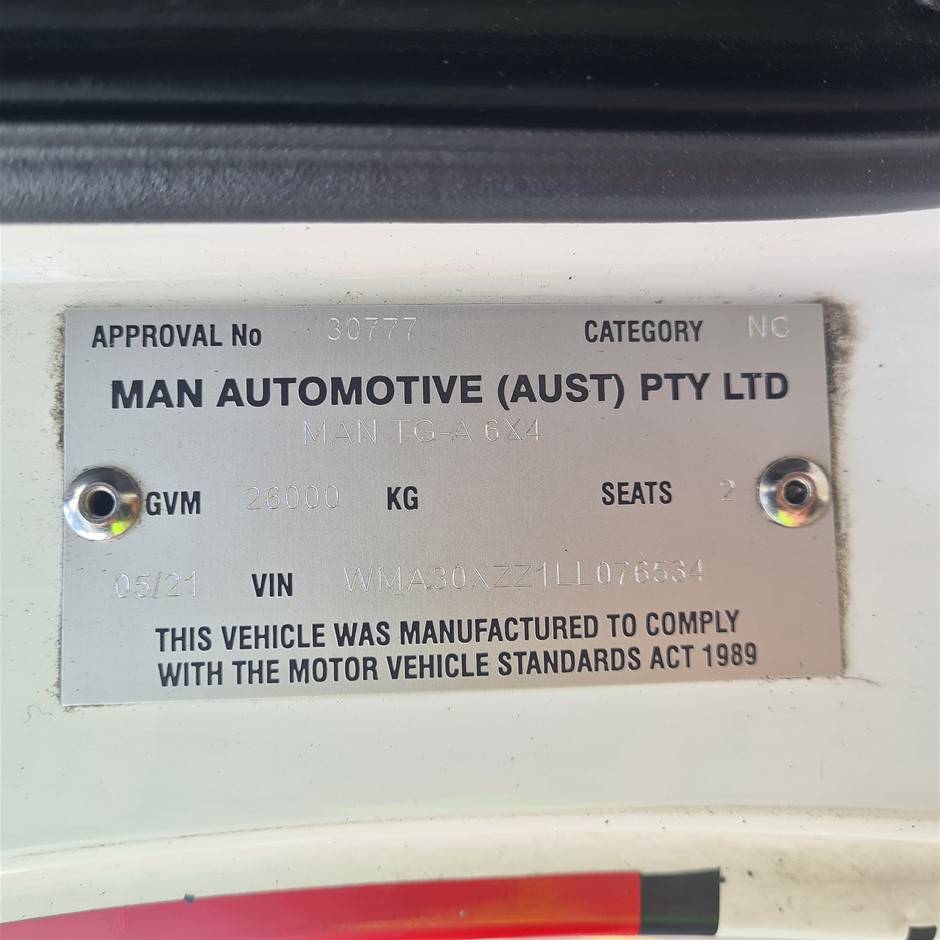 APPROVAL No 30777 CATEGORY NC
MAN AUTOMOTIVE (AUST) PTY LTD
MAN TG-A 6X4
GVM 26000 KG SEATS 2
05/21 VIN WMA30XZZ1LL076534
THIS VEHICLE WAS MANUFACTURED TO COMPLY
WITH THE MOTOR VEHICLE STANDARDS ACT 1989